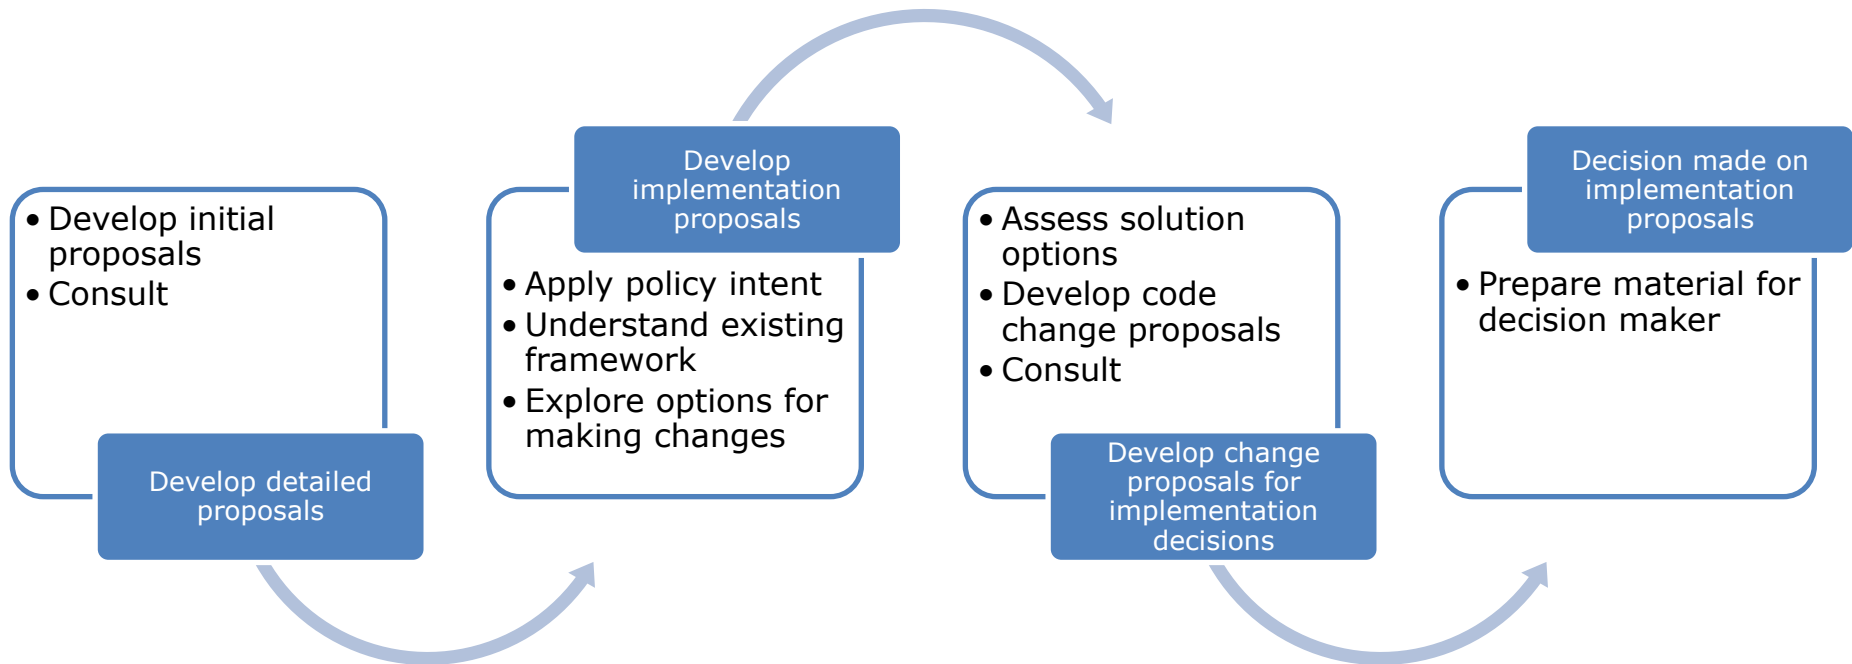 • Develop initial
proposals
• Consult
Develop detailed
proposals
Develop
implementation
proposals
• Apply policy intent
• Understand existing
framework
• Explore options for
making changes
• Assess solution
options
• Develop code
change proposals
• Consult
Develop change
proposals for
implementation
decisions
Decision made on
implementation
proposals
• Prepare material for
decision maker